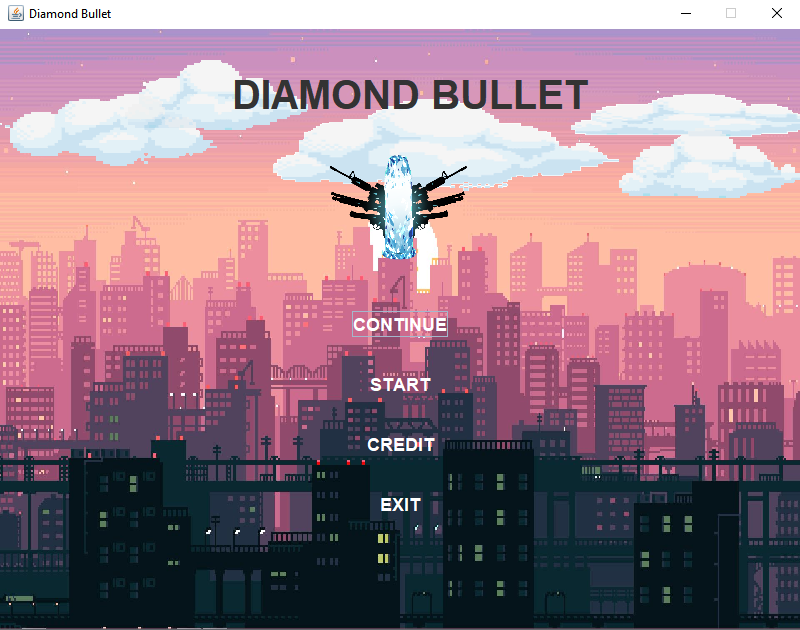 Diamond Bullet
DIAMOND BULLET
CONTINUE
START
CREDIT
EXIT